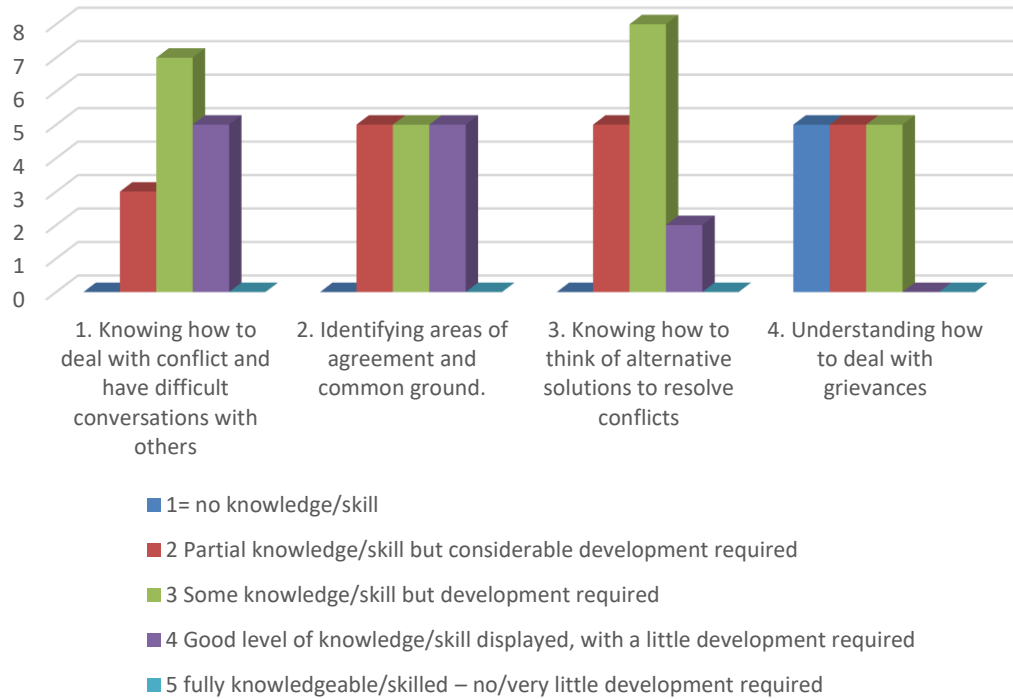 8
7
6
5
4
3
2
1
0
1. Knowing how to
deal with conflict and
have difficult
conversations with
others
2. Identifying areas of
agreement and
common ground.
3. Knowing how to
think of alternative
solutions to resolve
conflicts
4. Understanding how
to deal with
grievances
1= no knowledge/skill
2 Partial knowledge/skill but considerable development required
3 Some knowledge/skill but development required
4 Good level of knowledge/skill displayed, with a little development required
5 fully knowledgeable/skilled – no/very little development required